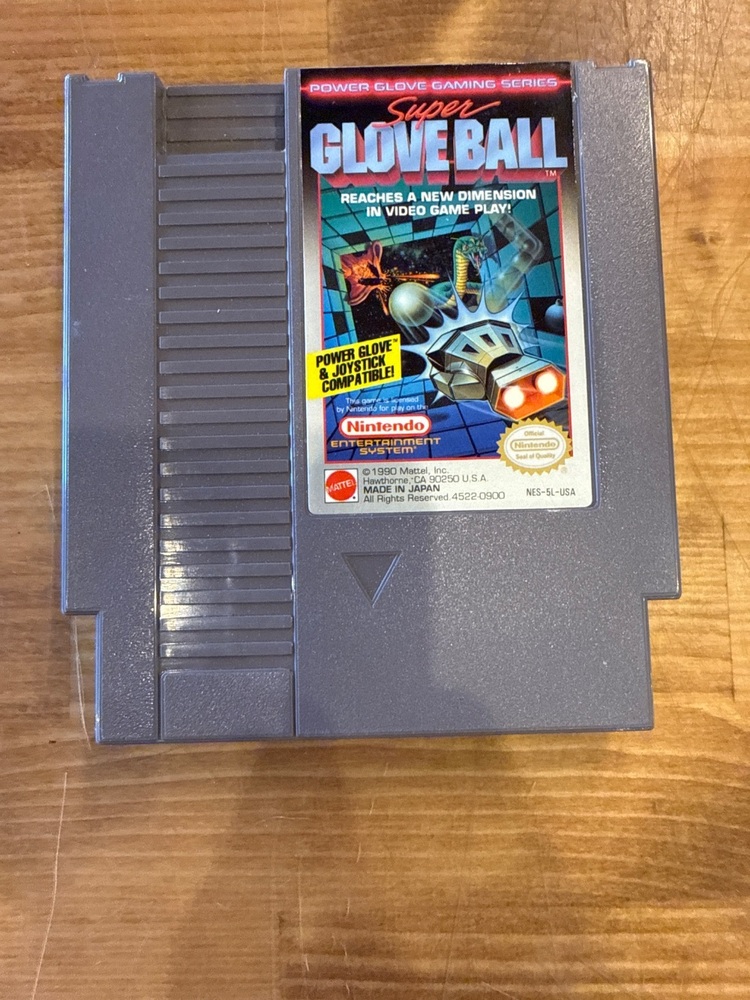 POWER GLOVE GAMING SERIES
Super
GLOVE BALL
TM
REACHES A NEW DIMENSION
IN VIDEO GAME PLAY!
POWER GLOVE™
& JOYSTICK
COMPATIBLE!
This game is licensed
by Nintendo for play on the
Nintendo
ENTERTAINMENT
SYSTEM®
Official
Nintendo
Seal of Quality
®
MATTEL
©1990 Mattel, Inc.
Hawthorne, CA 90250 U.S.A.
MADE IN JAPAN
All Rights Reserved. 4522-0900
NES-5L-USA